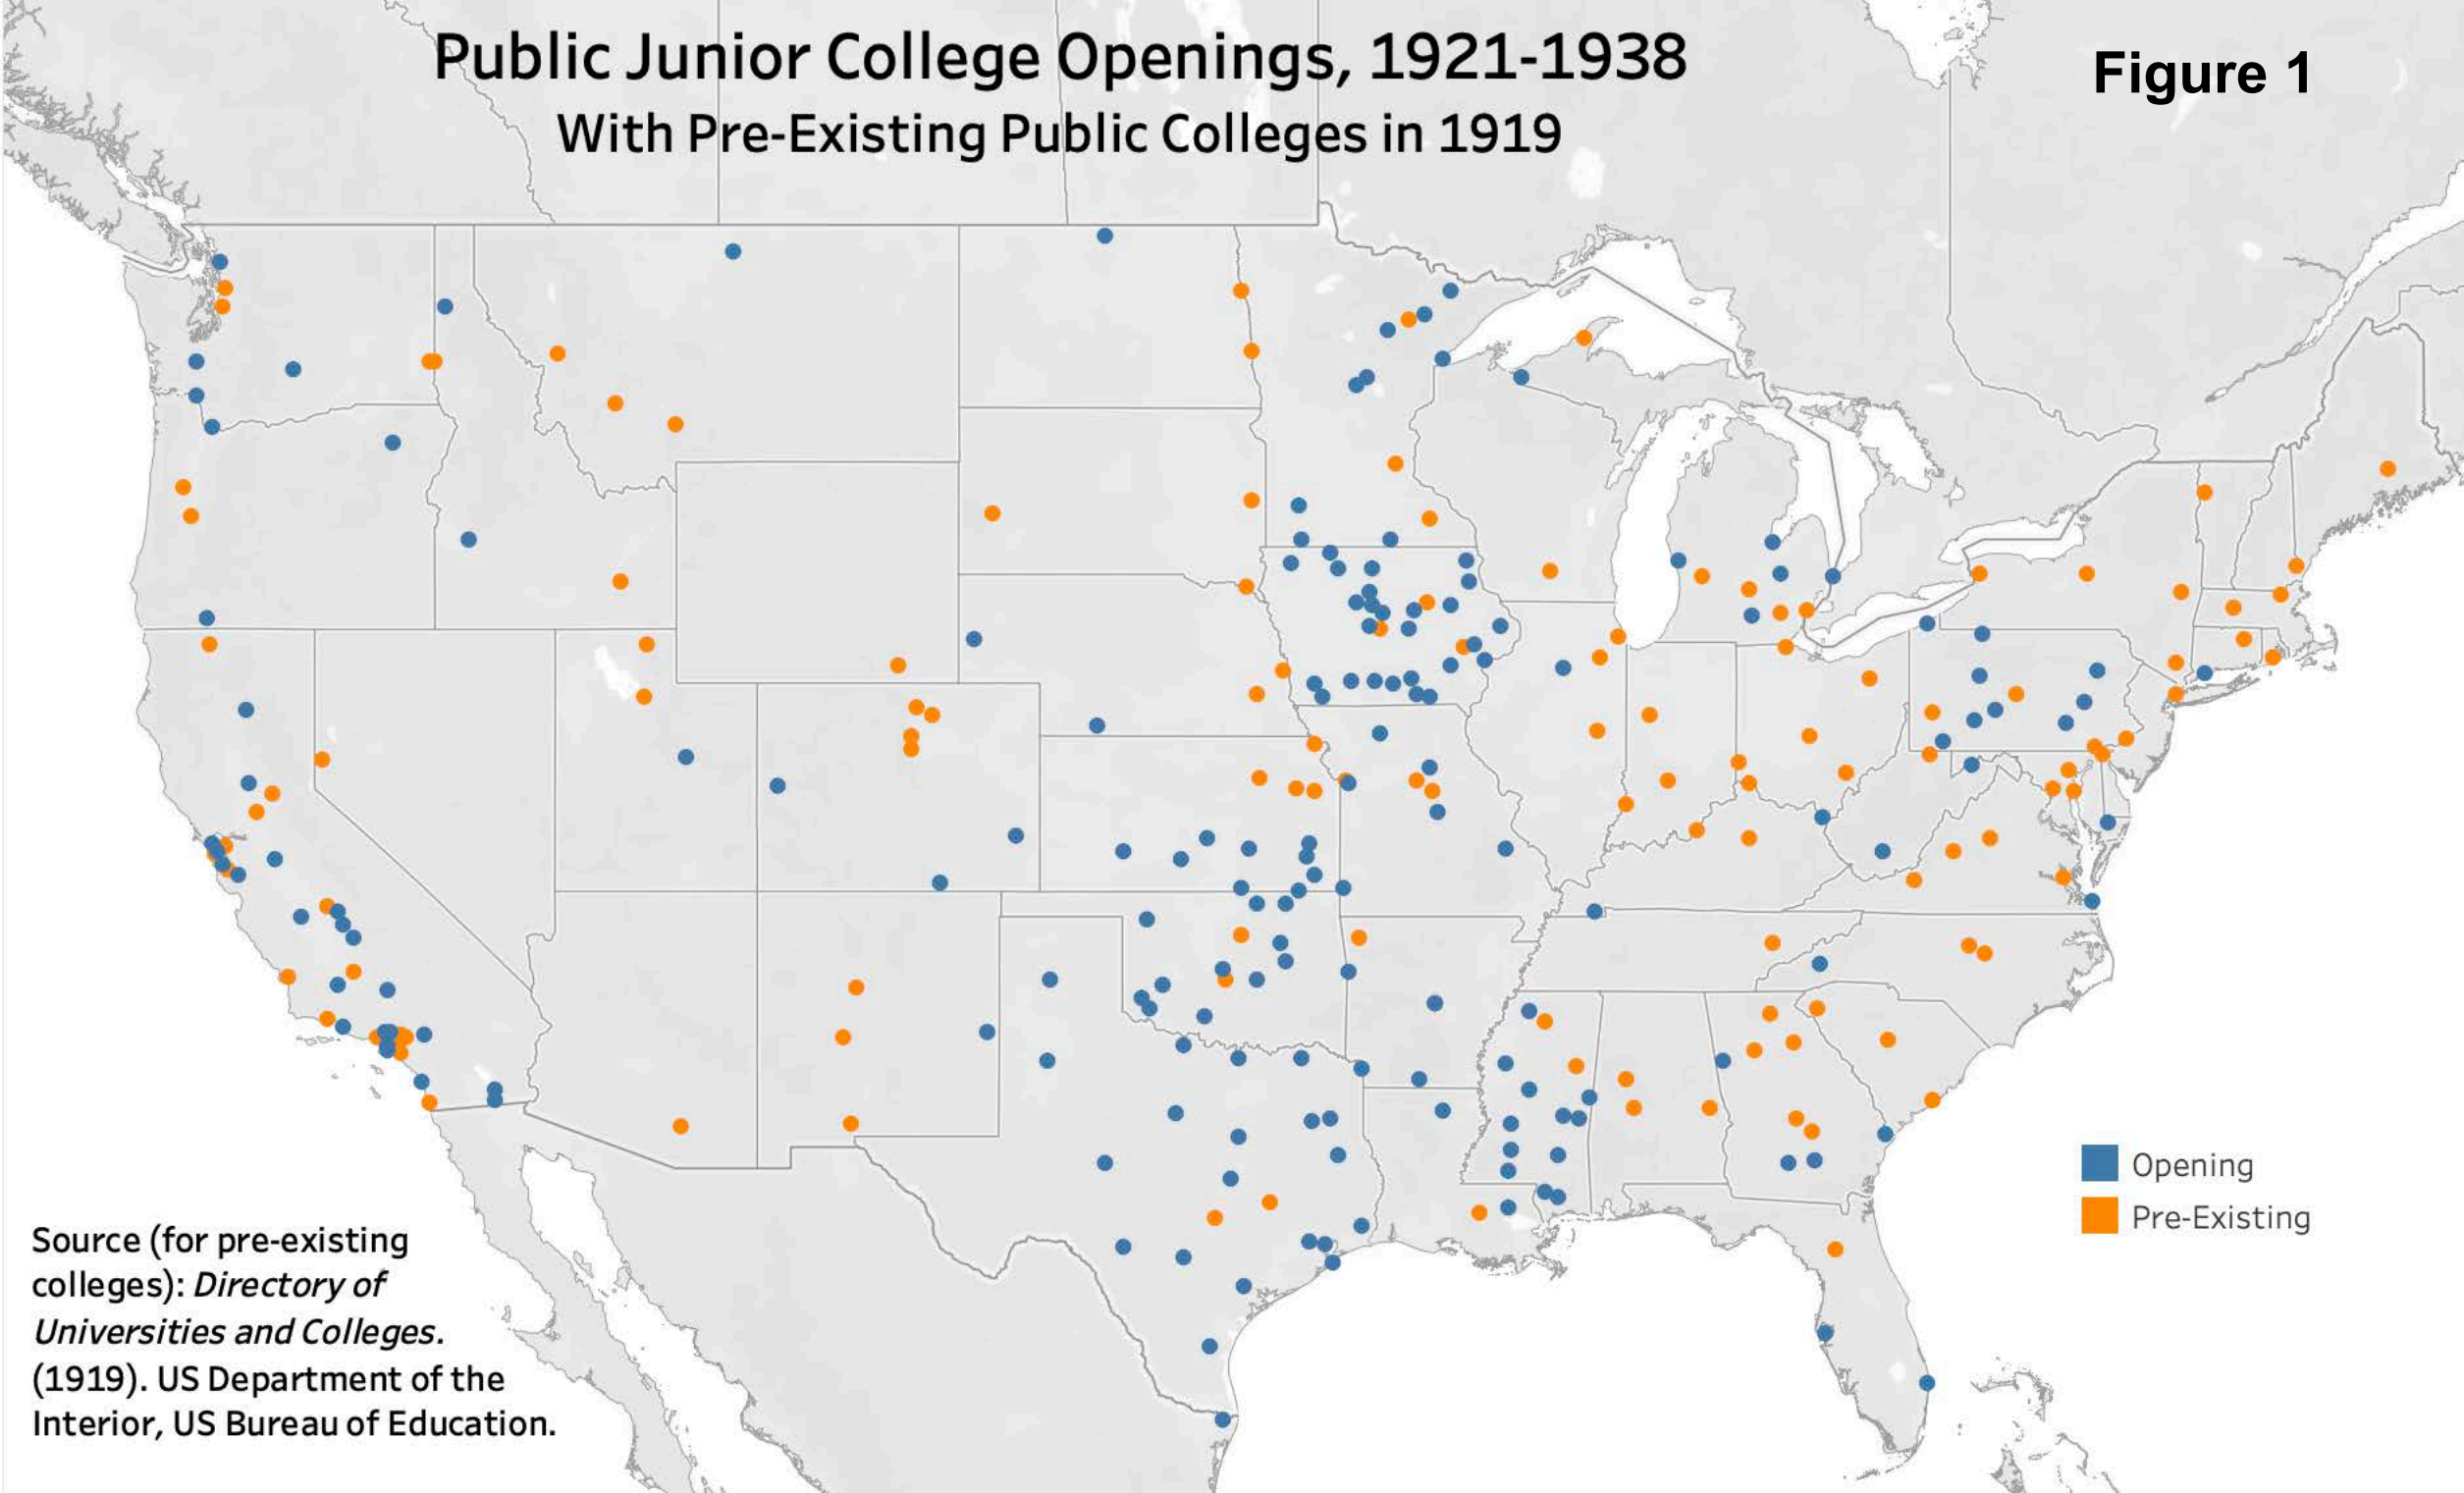 Public Junior College Openings, 1921-1938
With Pre-Existing Public Colleges in 1919
Figure 1
Opening
Pre-Existing
Source (for pre-existing
colleges): Directory of
Universities and Colleges.
(1919). US Department of the
Interior, US Bureau of Education.